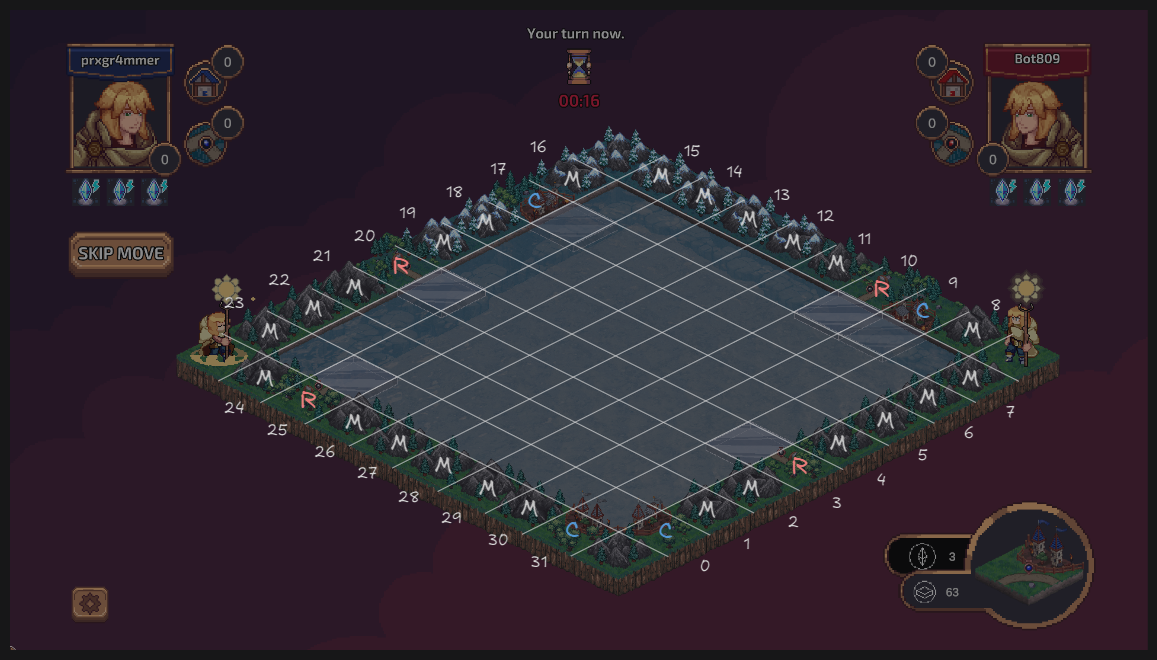 Your turn now.
prxgr4mmer
0
0
0
00:16
0
Bot809
0
0
SKIP MOVE
16
15
17
14
18
13
19
12
20
11
21
10
22
9
23
8
M
M
C
M
M
M
M
M
R
M
M
R
M
C
M
M
M
M
M
R
M
M
M
R
M
M
M
M
M
C
C
24
7
25
6
26
5
27
4
28
3
29
2
30
1
31
0
3
63